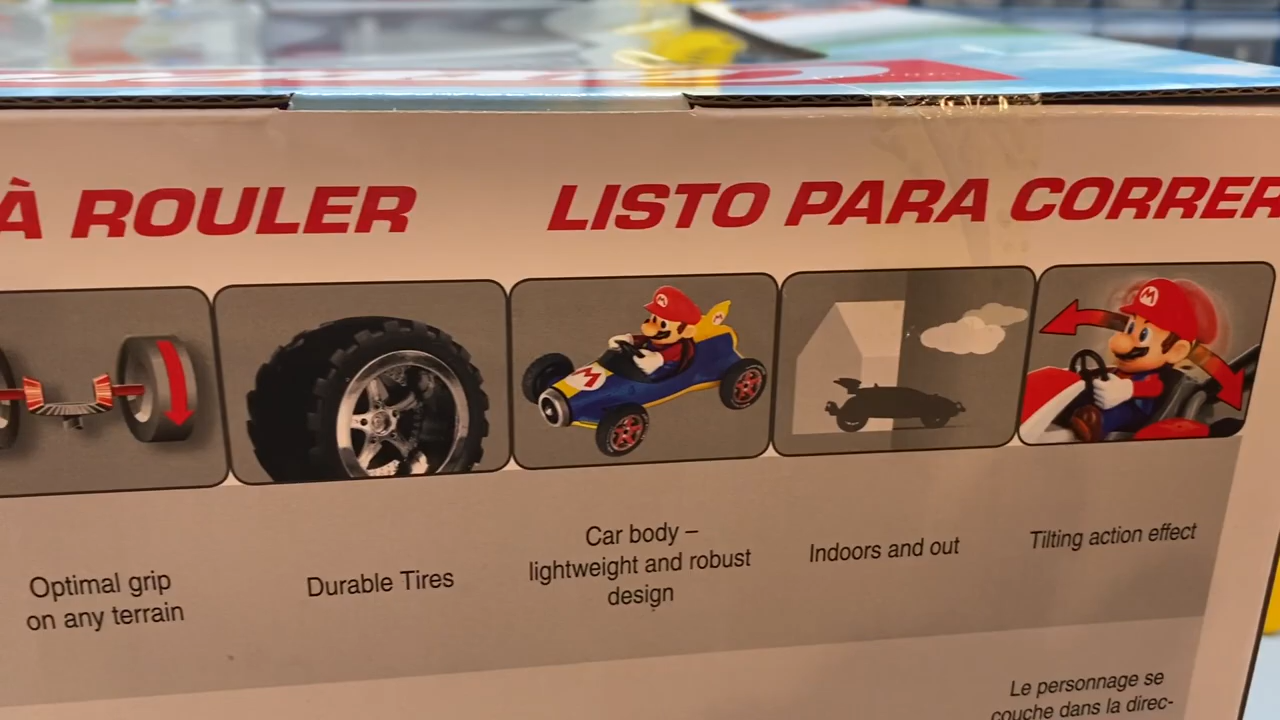 À ROULER
LISTO PARA CORRER
Optimal grip
on any terrain
Durable Tires
Car body –
lightweight and robust
design
Indoors and out
Tilting action effect
Le personnage se
couche dans la direc-